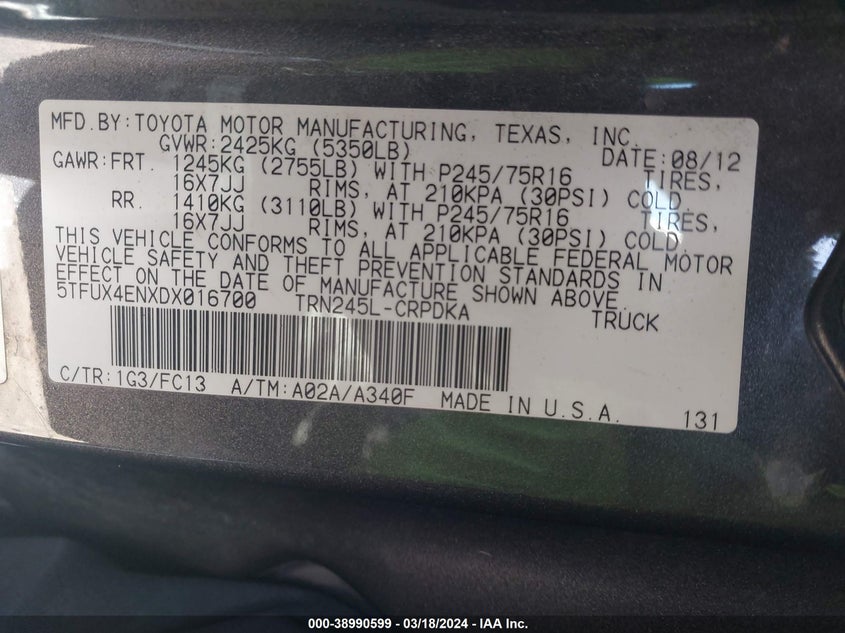 MFD.BY:TOYOTA MOTOR MANUFACTURING, TEXAS, INC.
GVWR:2425KG (5350LB) DATE:08/12
GAWR:FRT. 1245KG (2755LB) WITH P245/75R16 TIRES,
16X7JJ RIMS, AT 210KPA (30PSI) COLD
RR. 1410KG (3110LB) WITH P245/75R16 TIRES,
16X7JJ RIMS, AT 210KPA (30PSI) COLD
THIS VEHICLE CONFORMS TO ALL APPLICABLE FEDERAL MOTOR
VEHICLE SAFETY AND THEFT PREVENTION STANDARDS IN
EFFECT ON THE DATE OF MANUFACTURE SHOWN ABOVE.
5TFUX4ENXDX016700 TRN245L-CRPDKA TRUCK
C/TR:1G3/FC13 A/TM:A02A/A340F MADE IN U.S.A. 131
000-38990599 — 03/18/2024 — IAA Inc.